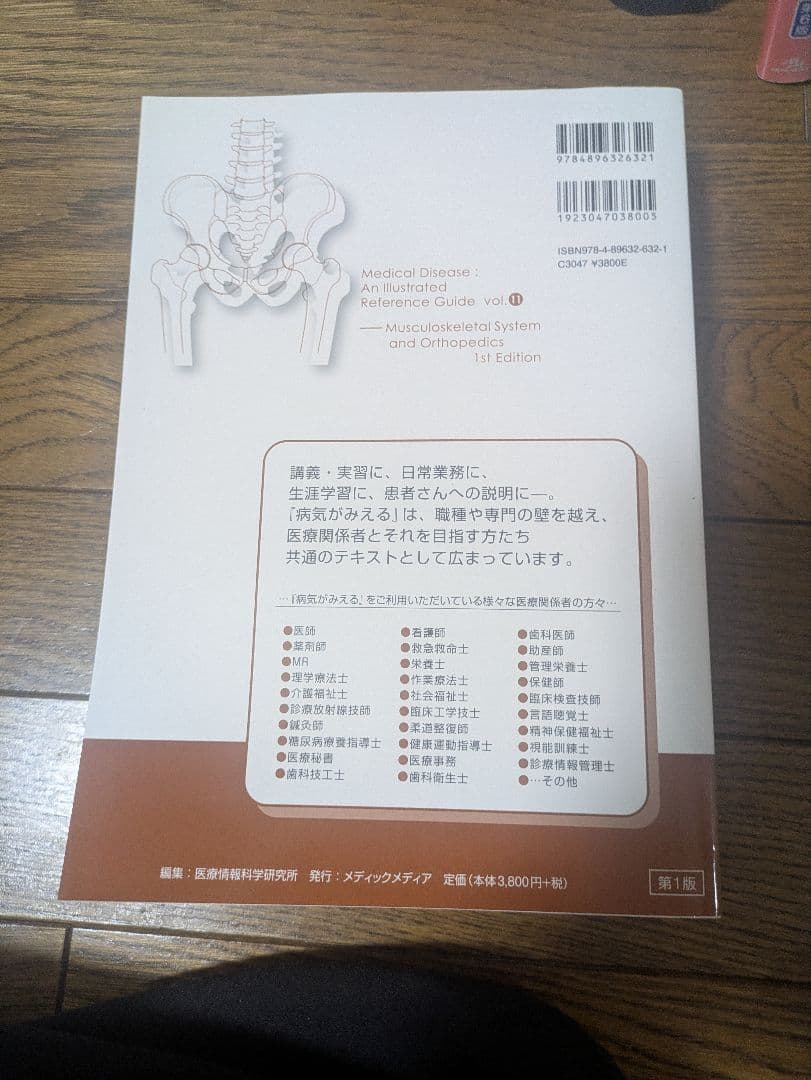 9784896326321
1923047038005
ISBN978-4-89632-632-1
C3047 ¥3800E
Medical Disease :
An Illustrated
Reference Guide vol.11
Musculoskeletal System
and Orthopedics
1st Edition
講義・実習に、日常業務に、
生涯学習に、患者さんへの説明に―。
『病気がみえる』は、職種や専門の壁を越え、
医療関係者とそれを目指す方たち
共通のテキストとして広まっています。
…『病気がみえる』をご利用いただいている様々な医療関係者の方々…
●医師
●薬剤師
●MR
●理学療法士
●介護福祉士
●診療放射線技師
●鍼灸師
●糖尿病療養指導士
●医療秘書
●歯科技工士
●看護師
●救急救命士
●栄養士
●作業療法士
●社会福祉士
●臨床工学技士
●柔道整復師
●健康運動指導士
●医療事務
●歯科衛生士
●歯科医師
●助産師
●管理栄養士
●保健師
●臨床検査技師
●言語聴覚士
●精神保健福祉士
●視能訓練士
●診療情報管理士
●…その他
編集：医療情報科学研究所 発行：メディックメディア 定価（本体3,800円+税）
第1版